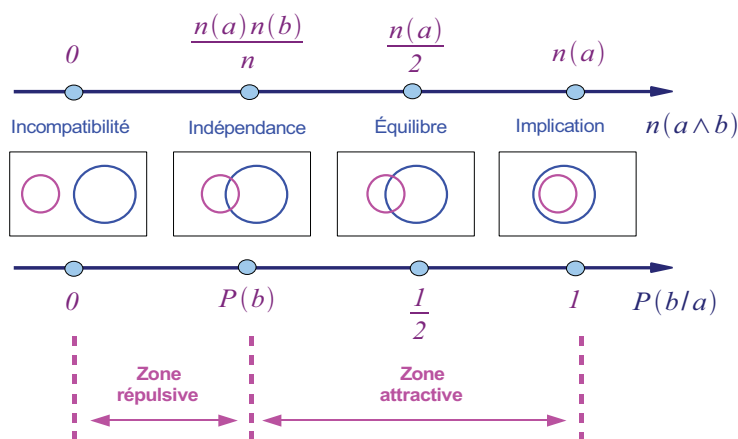 0
n(a)n(b)/n
n(a)/2
n(a)
Incompatibilité Indépendance Équilibre Implication n(a∧b)
0 P(b) 1/2 1 P(b/a)
Zone répulsive
Zone attractive